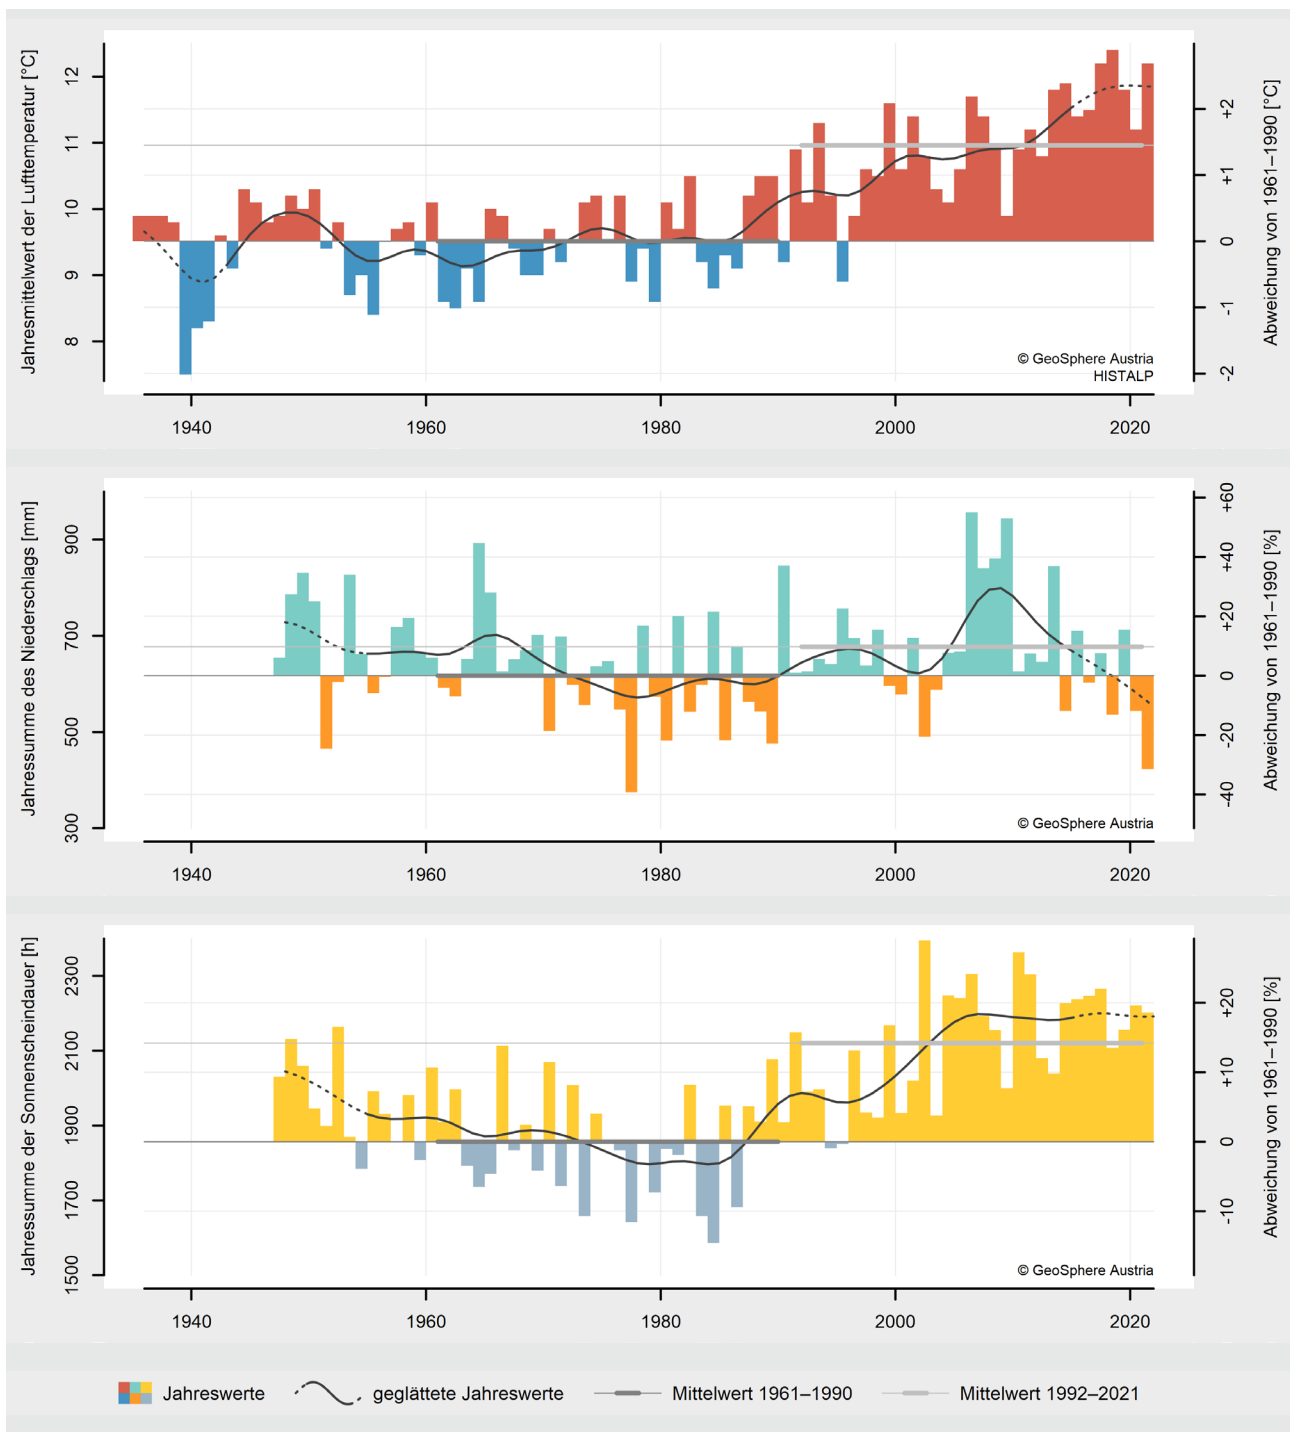 Jahresmittelwert der Lufttemperatur [°C]
12
11
10
9
8
+2
+1
0
-1
-2
Abweichung von 1961–1990 [°C]
© GeoSphere Austria
HISTALP
1940 1960 1980 2000 2020
Jahressumme des Niederschlags [mm]
900
700
500
300
+60
+40
+20
0
-20
-40
Abweichung von 1961–1990 [%]
© GeoSphere Austria
1940 1960 1980 2000 2020
Jahressumme der Sonnenscheindauer [h]
2300
2100
1900
1700
1500
+20
+10
0
-10
Abweichung von 1961–1990 [%]
© GeoSphere Austria
1940 1960 1980 2000 2020
Jahreswerte geglättete Jahreswerte Mittelwert 1961–1990 Mittelwert 1992–2021